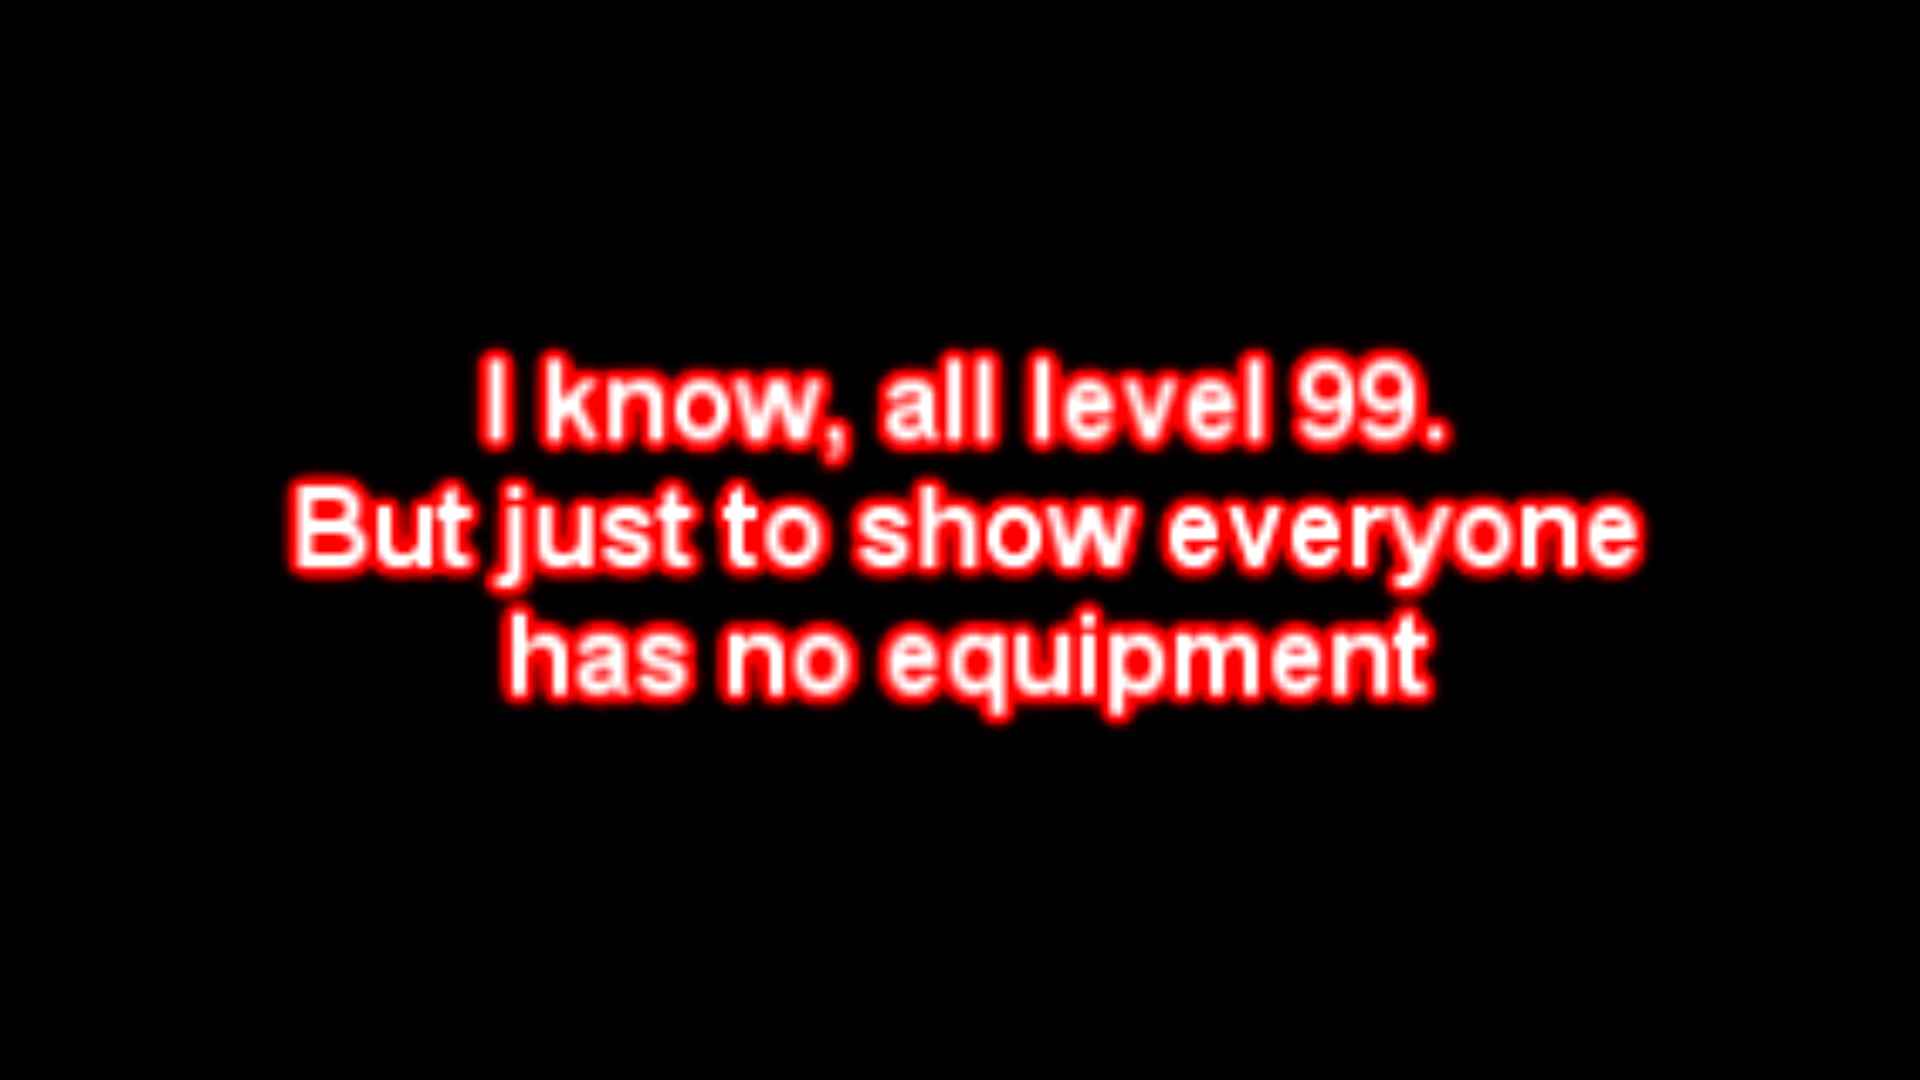 I know, all level 99.
But just to show everyone
has no equipment